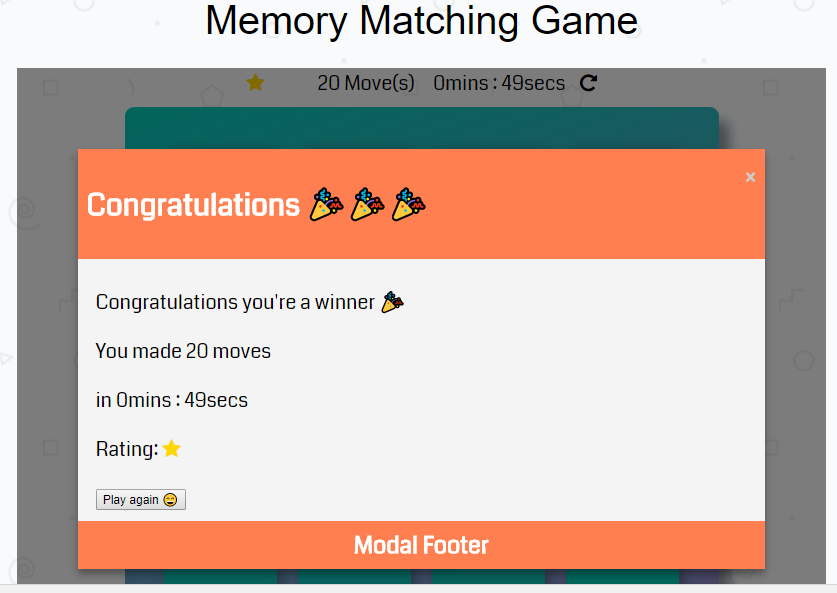 Memory Matching Game
20 Move(s) 0mins : 49secs
×
Congratulations 🎉🎉🎉
Congratulations you're a winner 🎉
You made 20 moves
in 0mins : 49secs
Rating: ★
Play again 😄
Modal Footer